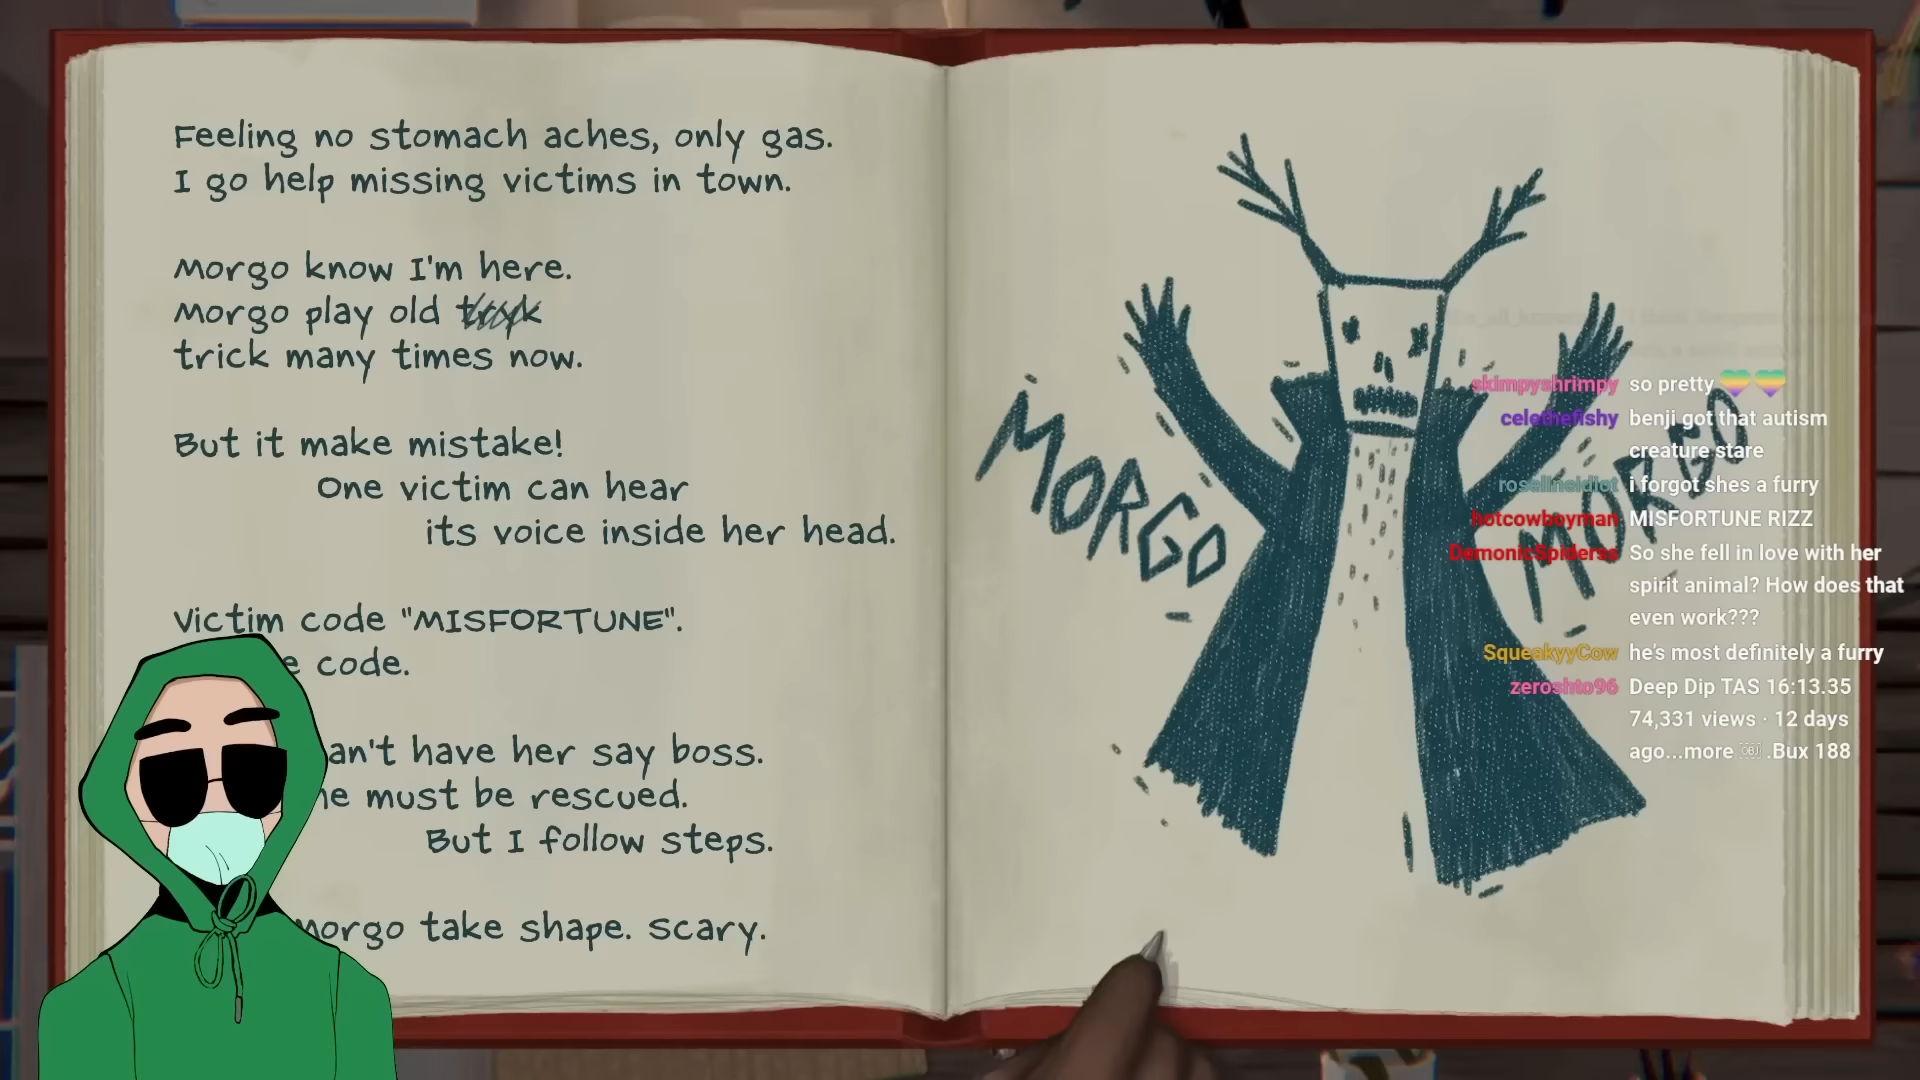 Feeling no stomach aches, only gas.
I go help missing victims in town.
Morgo know I'm here.
Morgo play old
trick many times now.
But it make mistake!
One victim can hear
its voice inside her head.
Victim code "MISFORTUNE".
code.
have her say boss.
must be rescued.
But I follow steps.
Morgo take shape. Scary.
MORGO
MORGO
skimpyshrimpy so pretty
celethefishy benji got that autism
creature stare
roselineidiot i forgot shes a furry
hotcowboyman MISFORTUNE RIZZ
DemonicSpiderss So she fell in love with her
spirit animal? How does that
even work???
SqueakyyCow he's most definitely a furry
zeroshto96 Deep Dip TAS 16:13.35
74,331 views · 12 days
ago...more .Bux 188